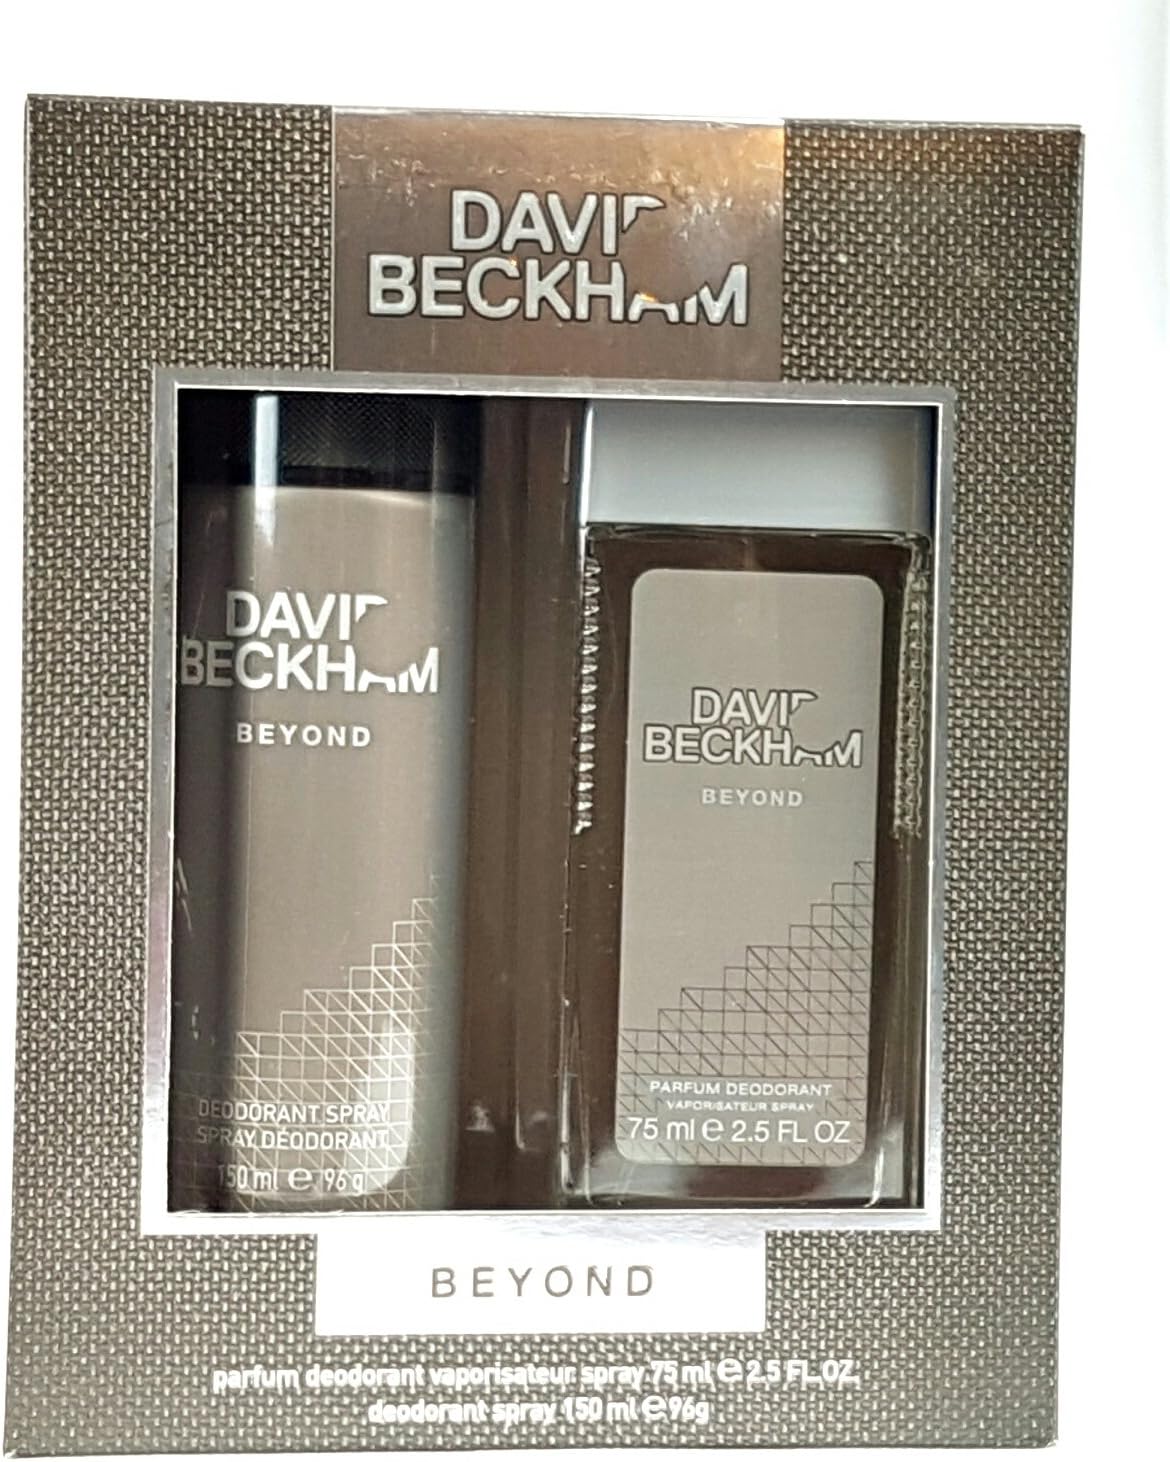 DAVID
BECKHAM
DAVID
BECKHAM
BEYOND
DEODORANT SPRAY
SPRAY DÉODORANT
150 ml e 96 g
DAVID
BECKHAM
BEYOND
PARFUM DEODORANT
VAPORISATEUR SPRAY
75 ml e 2.5 FL OZ
BEYOND
parfum deodorant vaporisateur spray 75 ml e 2.5 FL.OZ.
deodorant spray 150 ml e 96g